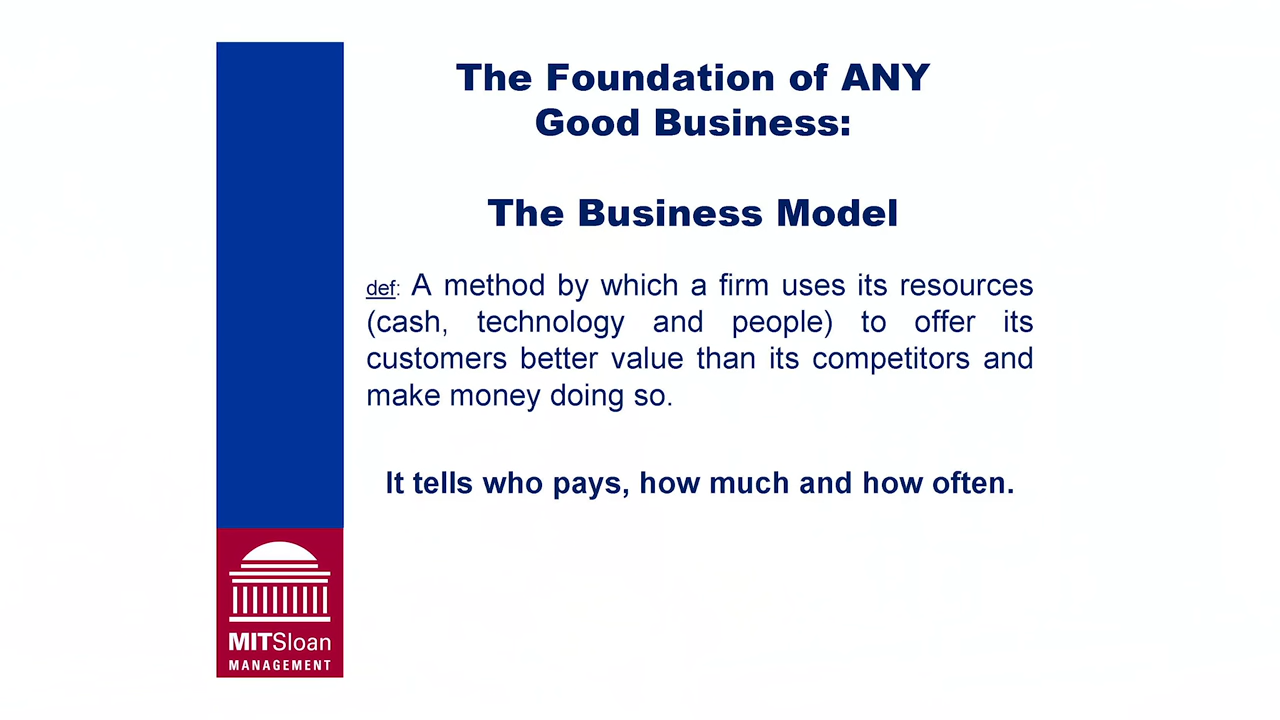 The Foundation of ANY
Good Business:
The Business Model
def: A method by which a firm uses its resources
(cash, technology and people) to offer its
customers better value than its competitors and
make money doing so.
It tells who pays, how much and how often.
MITSloan
MANAGEMENT